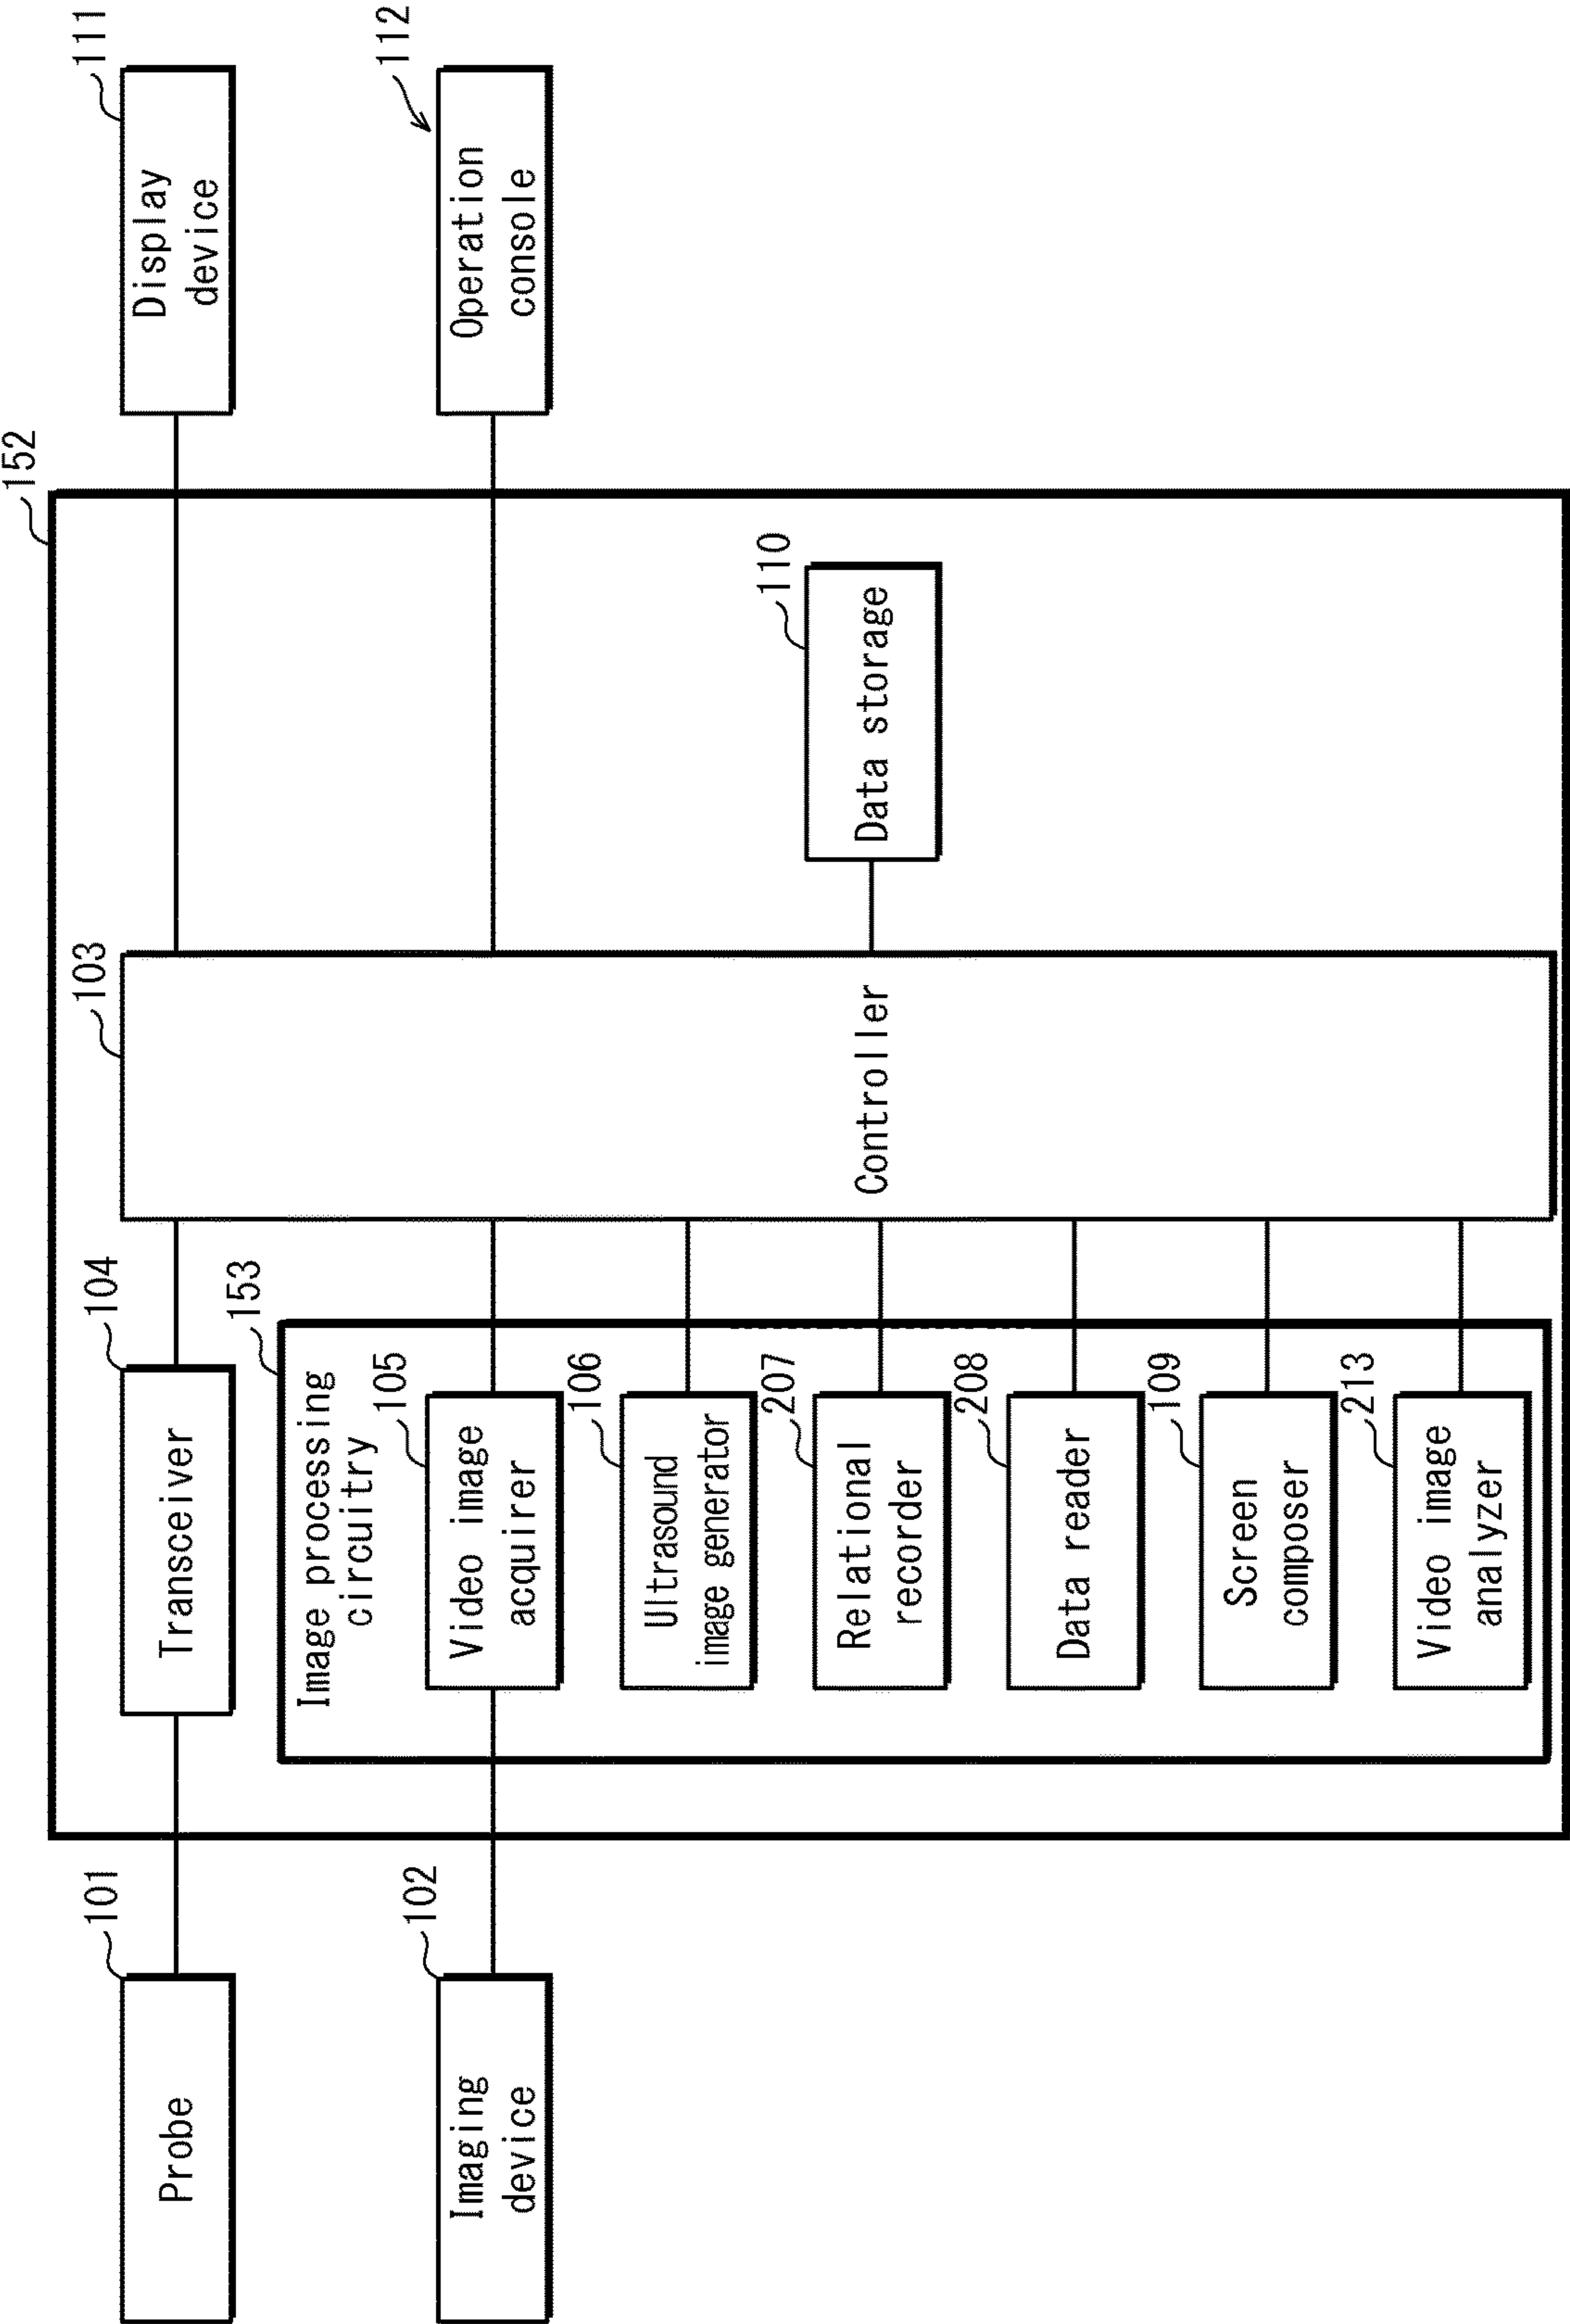 152
101
Probe
104
Transceiver
103
Controller
111
Display
device
102
Imaging
device
153
Image processing
circuitry
105
Video image
acquirer
106
Ultrasound
image generator
207
Relational
recorder
208
Data reader
109
Screen
composer
213
Video image
analyzer
110
Data storage
112
Operation
console